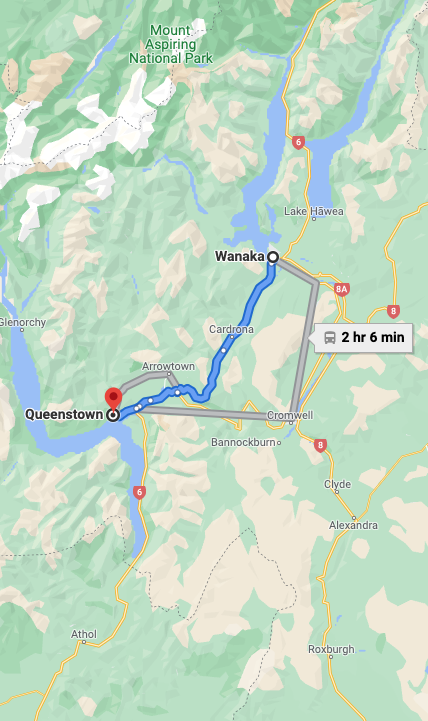 Mount
Aspiring
National Park
6
Lake Hāwea
Wanaka
8A
8
Glenorchy
Cardrona
2 hr 6 min
Arrowtown
Queenstown
Cromwell
Bannockburn
8
Clyde
6
Alexandra
Athol
Roxburgh